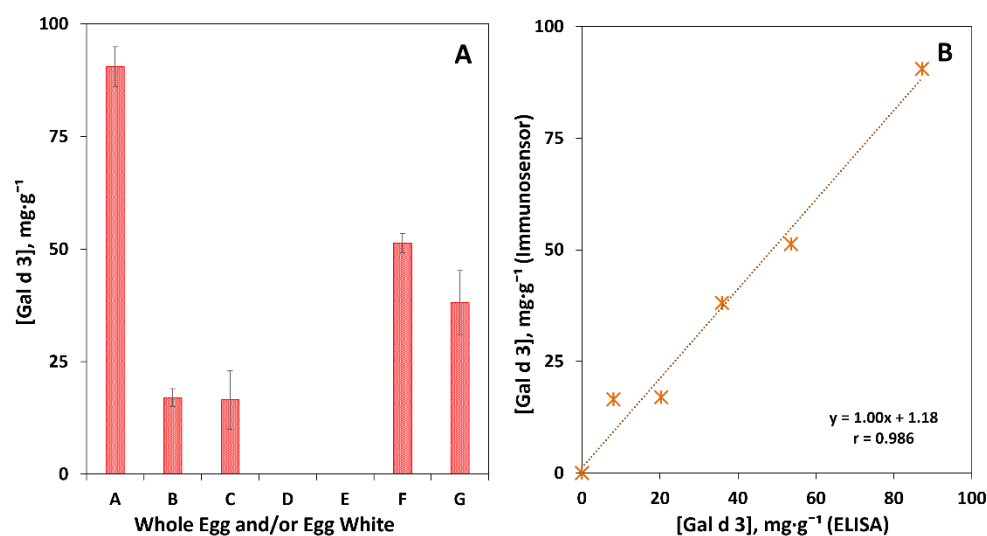 A
[Gal d 3], mg·g⁻¹
100
75
50
25
0
A B C D E F G
Whole Egg and/or Egg White
B
[Gal d 3], mg·g⁻¹ (Immunosensor)
100
75
50
25
0
y = 1.00x + 1.18
r = 0.986
0 20 40 60 80 100
[Gal d 3], mg·g⁻¹ (ELISA)